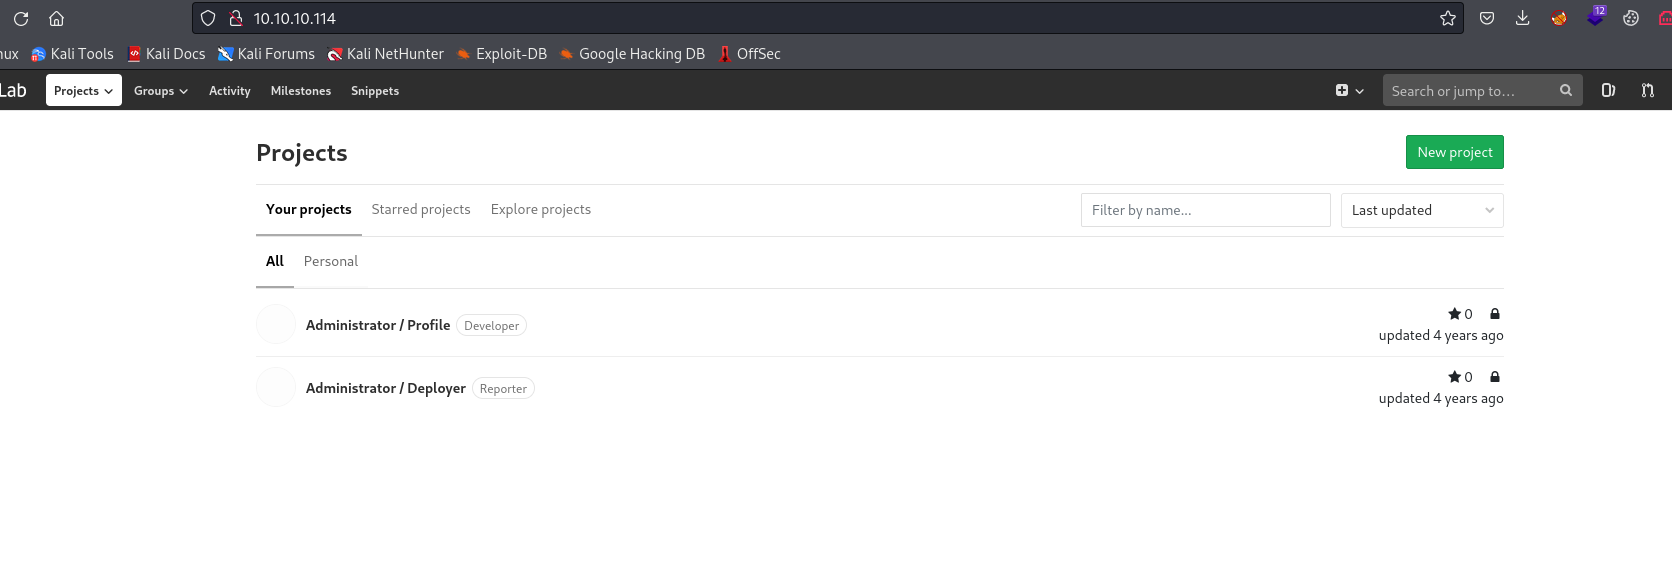 10.10.10.114
12
nux Kali Tools Kali Docs Kali Forums Kali NetHunter Exploit-DB Google Hacking DB OffSec
Lab Projects Groups Activity Milestones Snippets Search or jump to...
Projects New project
Your projects Starred projects Explore projects Filter by name... Last updated
All Personal
Administrator / Profile Developer 0
updated 4 years ago
Administrator / Deployer Reporter 0
updated 4 years ago